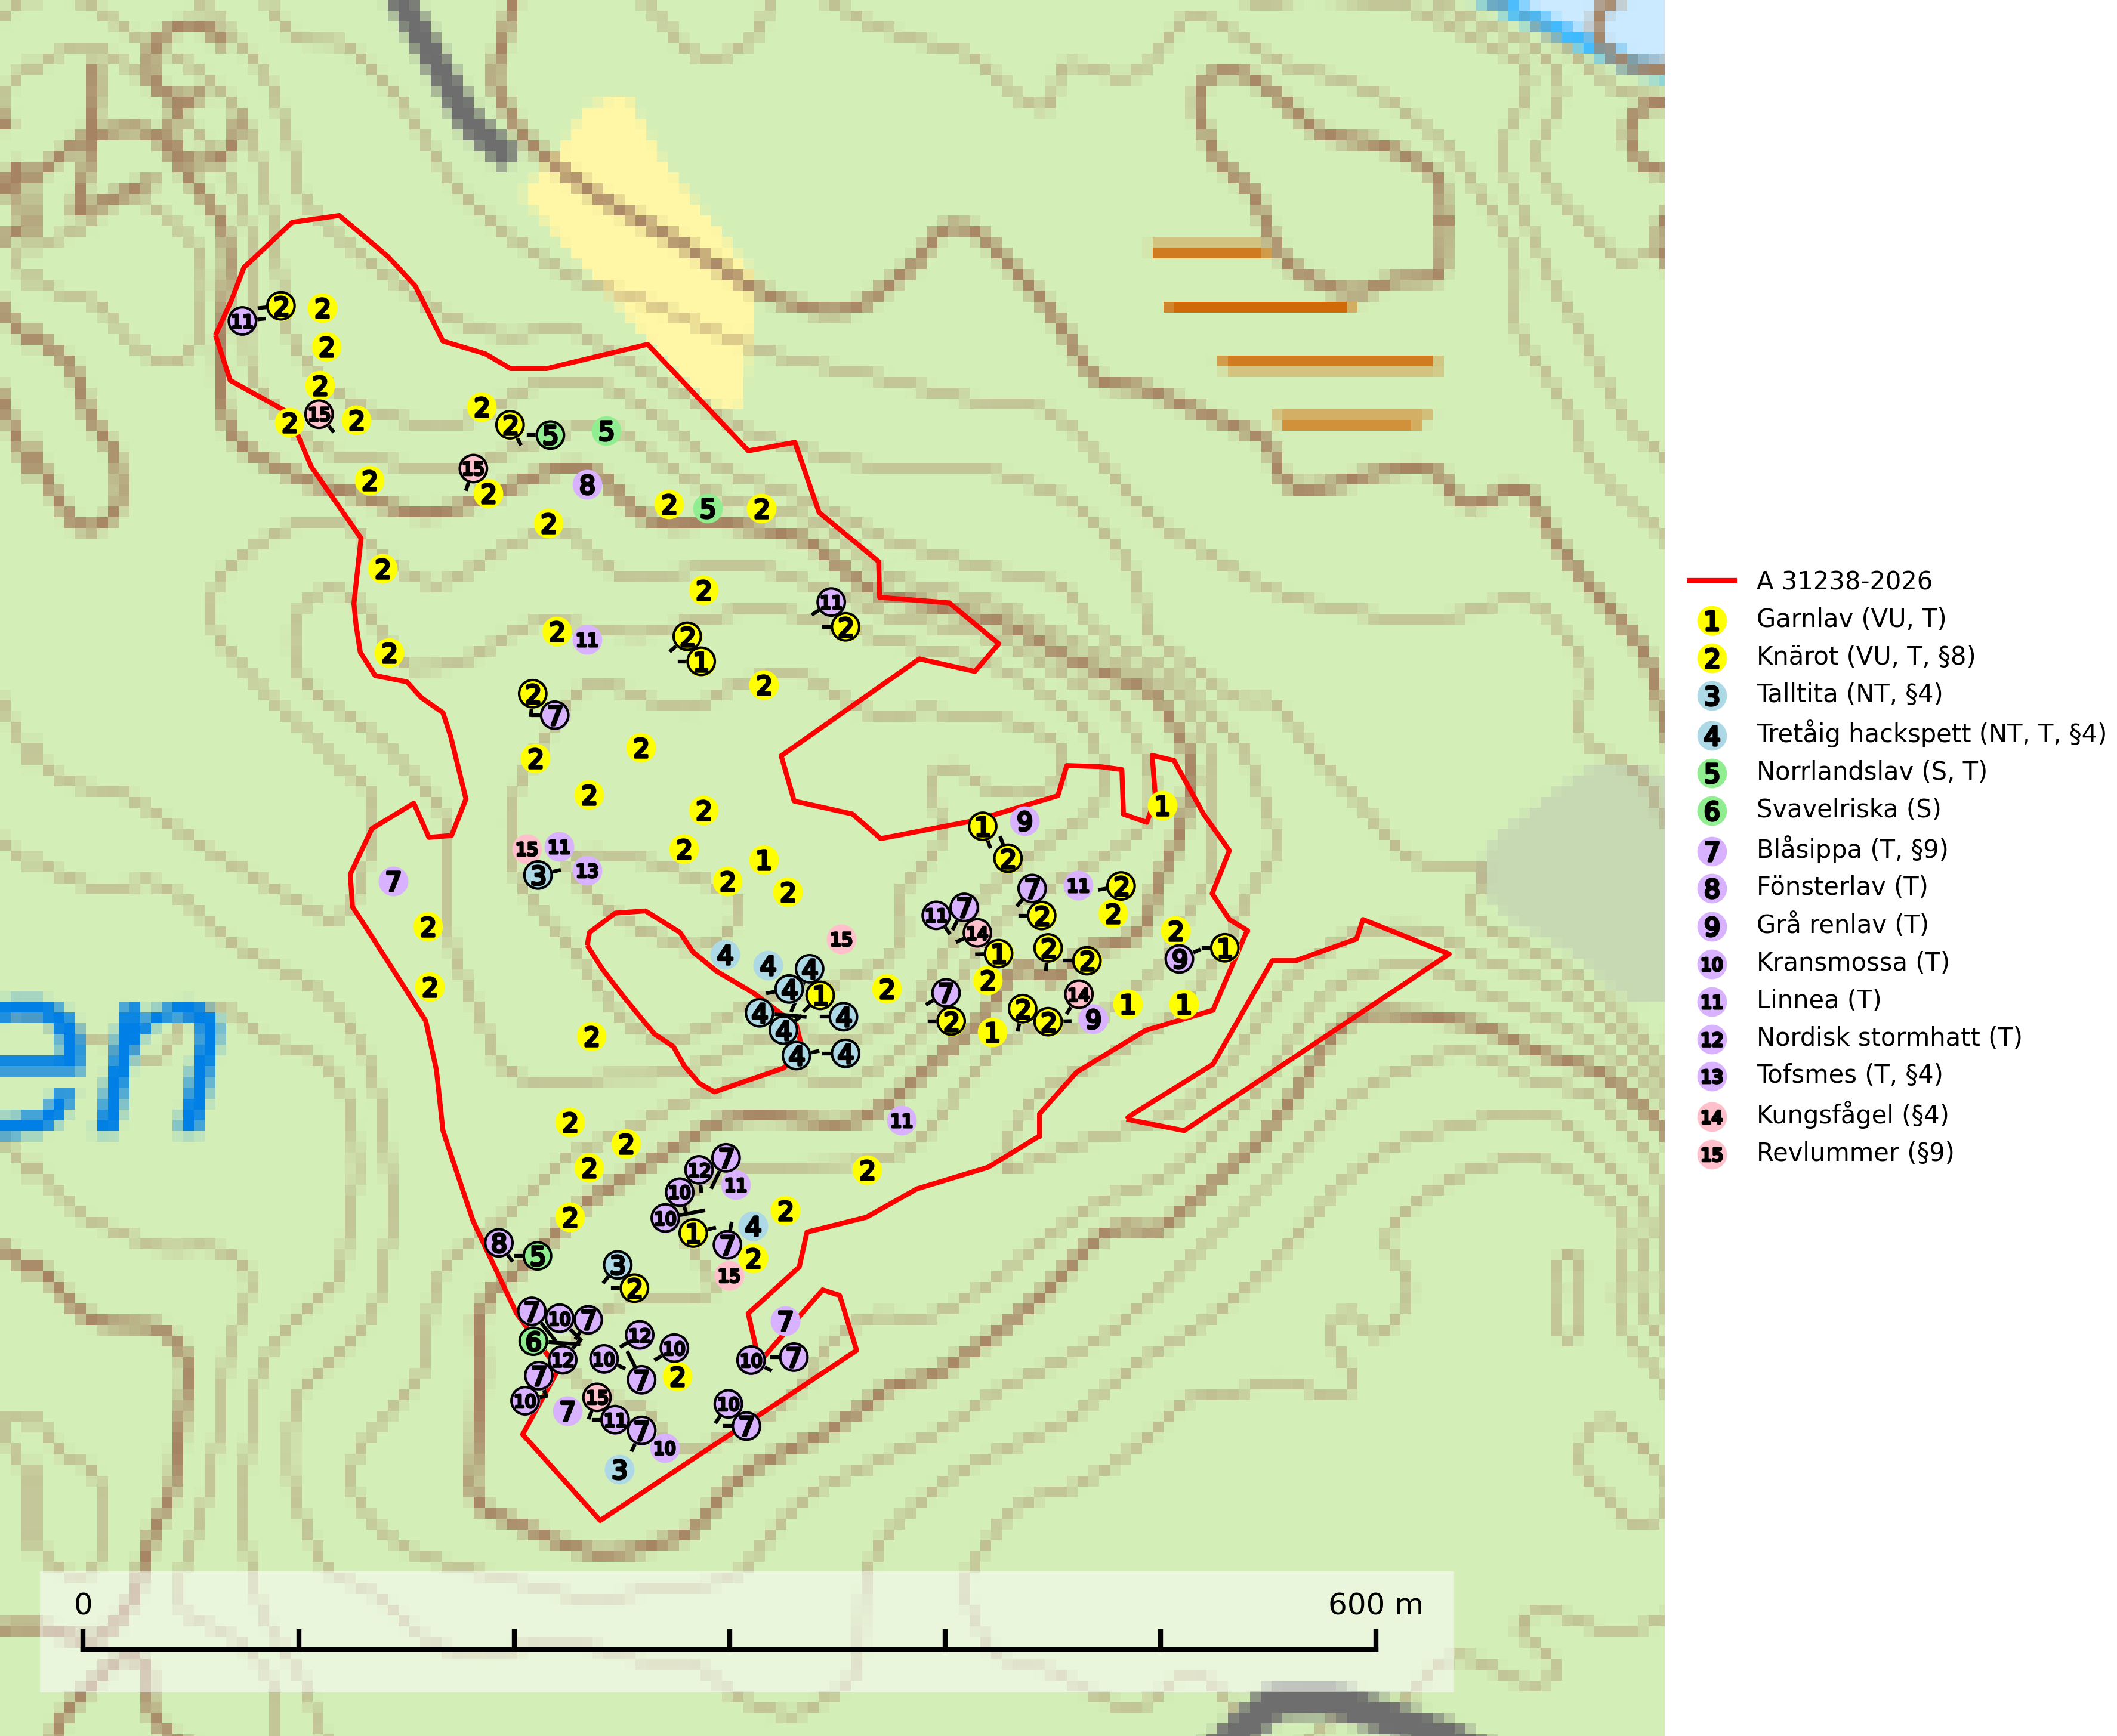 en
0
600 m
A 31238-2026
1 Garnlav (VU, T)
2 Knärot (VU, T, §8)
3 Talltita (NT, §4)
4 Tretåig hackspett (NT, T, §4)
5 Norrlandslav (S, T)
6 Svavelriska (S)
7 Blåsippa (T, §9)
8 Fönsterlav (T)
9 Grå renlav (T)
10 Kransmossa (T)
11 Linnea (T)
12 Nordisk stormhatt (T)
13 Tofsmes (T, §4)
14 Kungsfågel (§4)
15 Revlummer (§9)